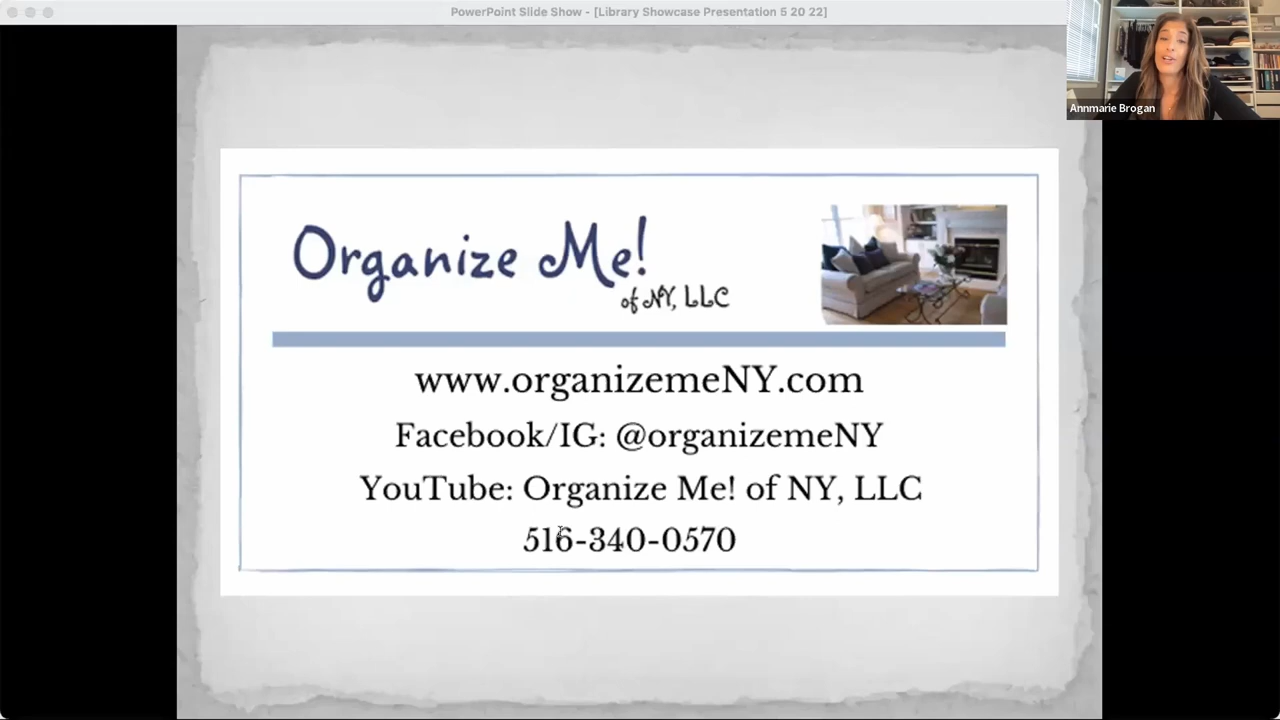 PowerPoint Slide Show - [Library Showcase Presentation 5 20 22]
Annmarie Brogan
Organize Me!
of NY, LLC
www.organizemeNY.com
Facebook/IG: @organizemeNY
YouTube: Organize Me! of NY, LLC
516-340-0570